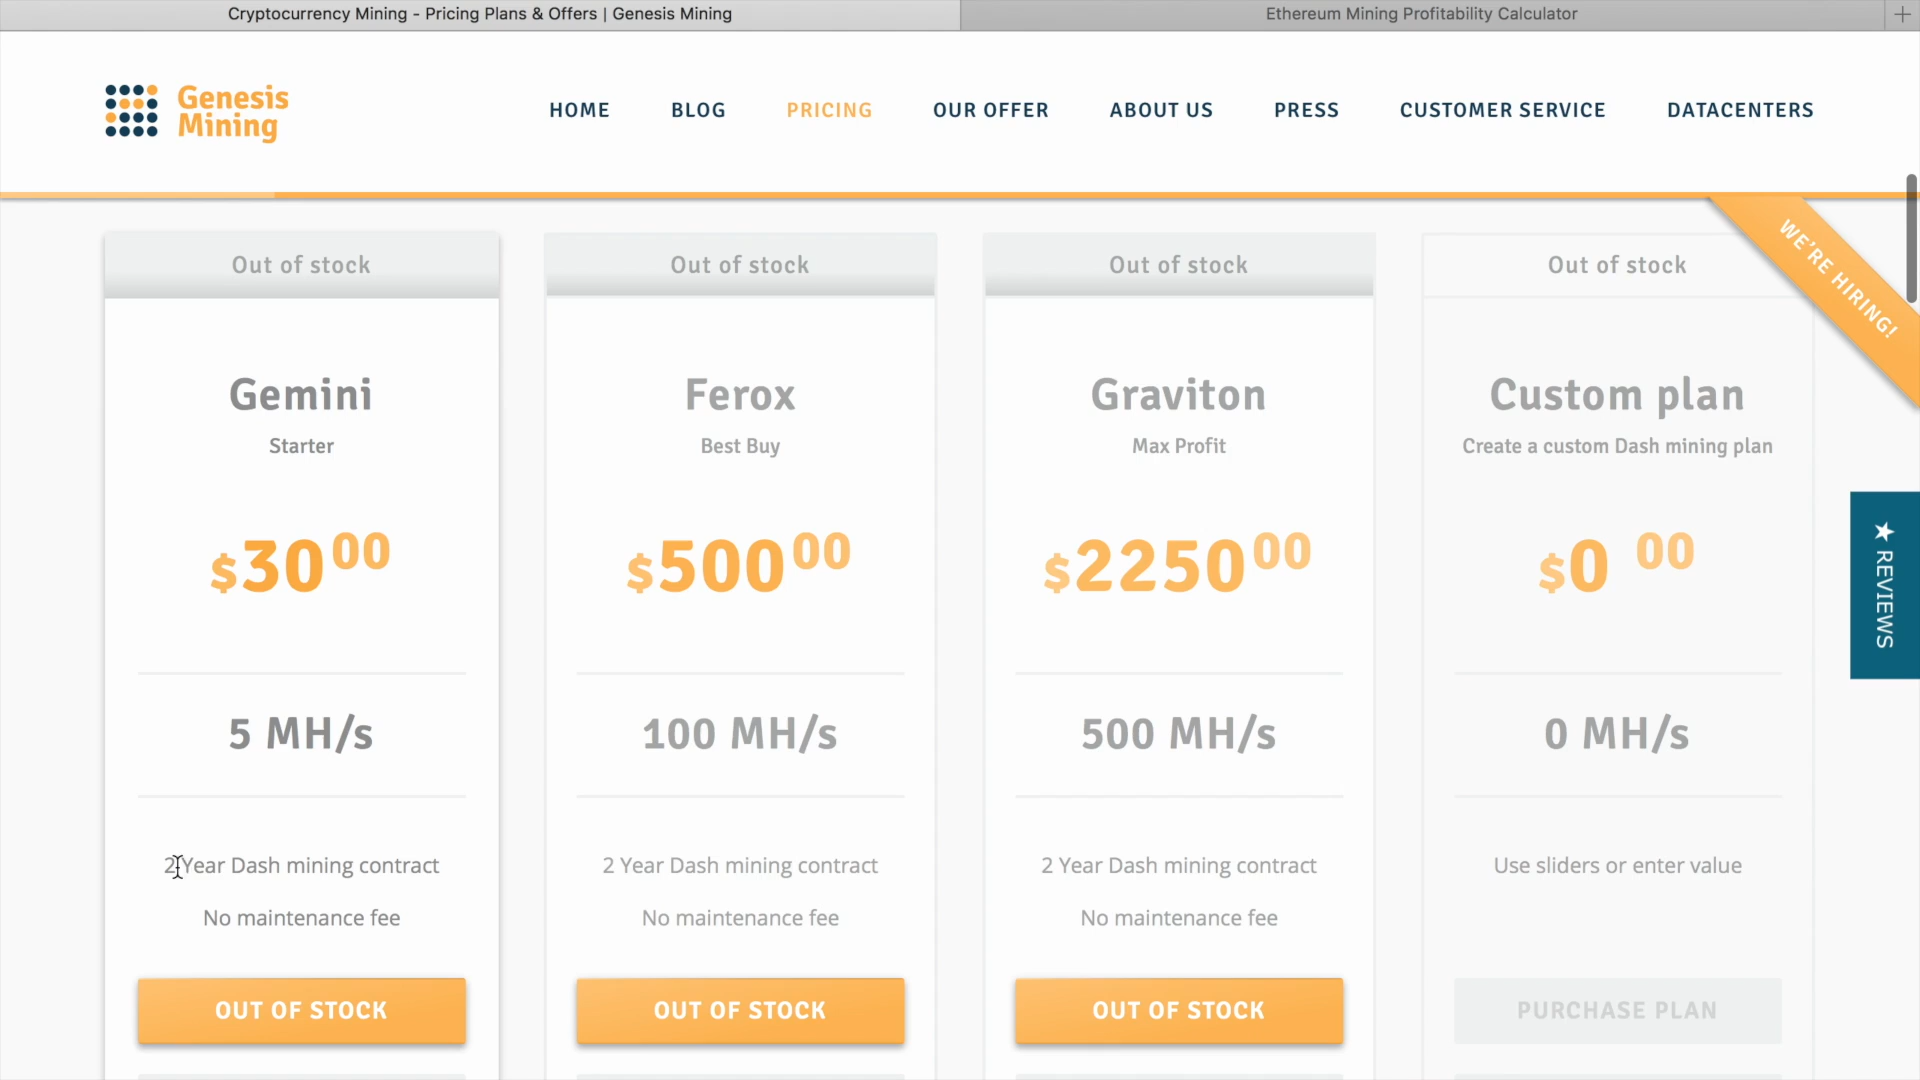 Cryptocurrency Mining - Pricing Plans & Offers | Genesis Mining
Ethereum Mining Profitability Calculator
+
Genesis
Mining
HOME
BLOG
PRICING
OUR OFFER
ABOUT US
PRESS
CUSTOMER SERVICE
DATACENTERS
WE'RE HIRING!
Out of stock
Gemini
Starter
$30 00
5 MH/s
2 Year Dash mining contract
No maintenance fee
OUT OF STOCK
Out of stock
Ferox
Best Buy
$500 00
100 MH/s
2 Year Dash mining contract
No maintenance fee
OUT OF STOCK
Out of stock
Graviton
Max Profit
$2250 00
500 MH/s
2 Year Dash mining contract
No maintenance fee
OUT OF STOCK
Out of stock
Custom plan
Create a custom Dash mining plan
$0 00
0 MH/s
Use sliders or enter value
PURCHASE PLAN
★ REVIEWS